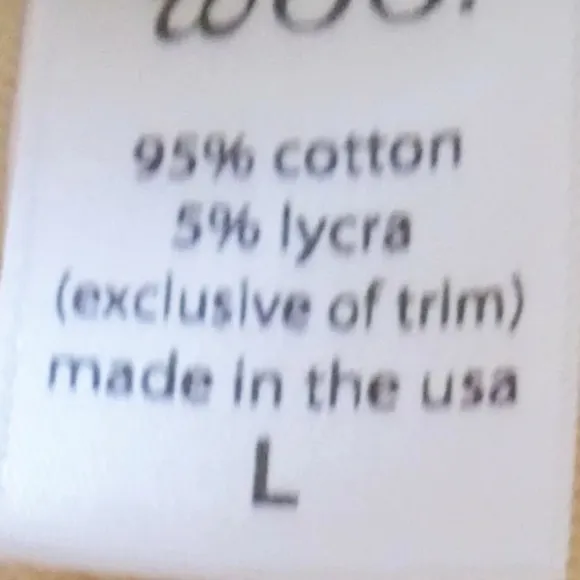 95% cotton
5% lycra
(exclusive of trim)
made in the usa
L